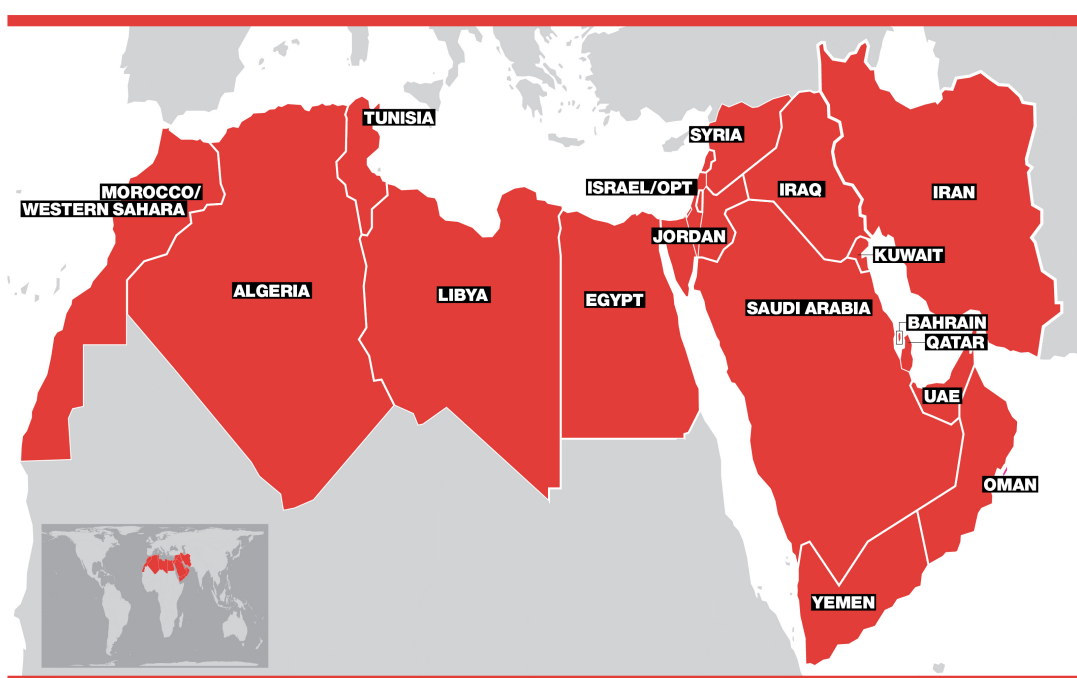 TUNISIA
SYRIA
MOROCCO/
WESTERN SAHARA
ISRAEL/OPT
IRAQ
IRAN
JORDAN
KUWAIT
ALGERIA
LIBYA
EGYPT
SAUDI ARABIA
BAHRAIN
QATAR
UAE
OMAN
YEMEN